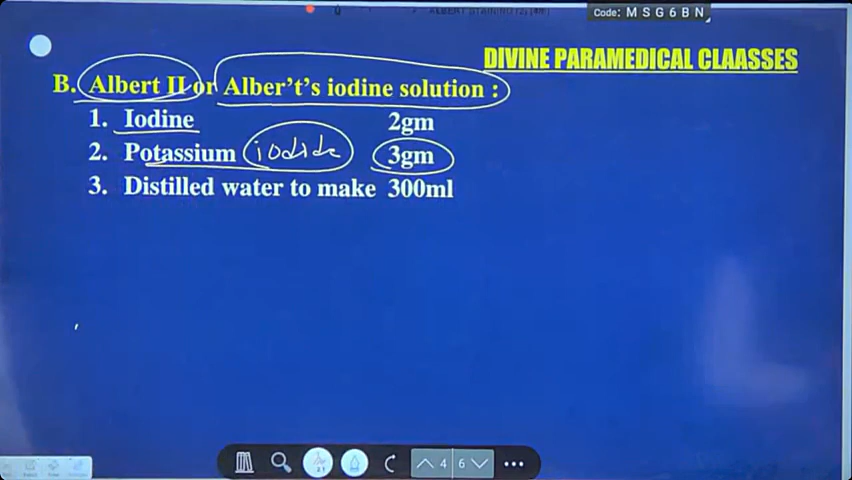 Code: M S G 6 B N
DIVINE PARAMEDICAL CLAASSES
B. Albert II or Alber't's iodine solution :
1. Iodine 2gm
2. Potassium iodide 3gm
3. Distilled water to make 300ml
4 6